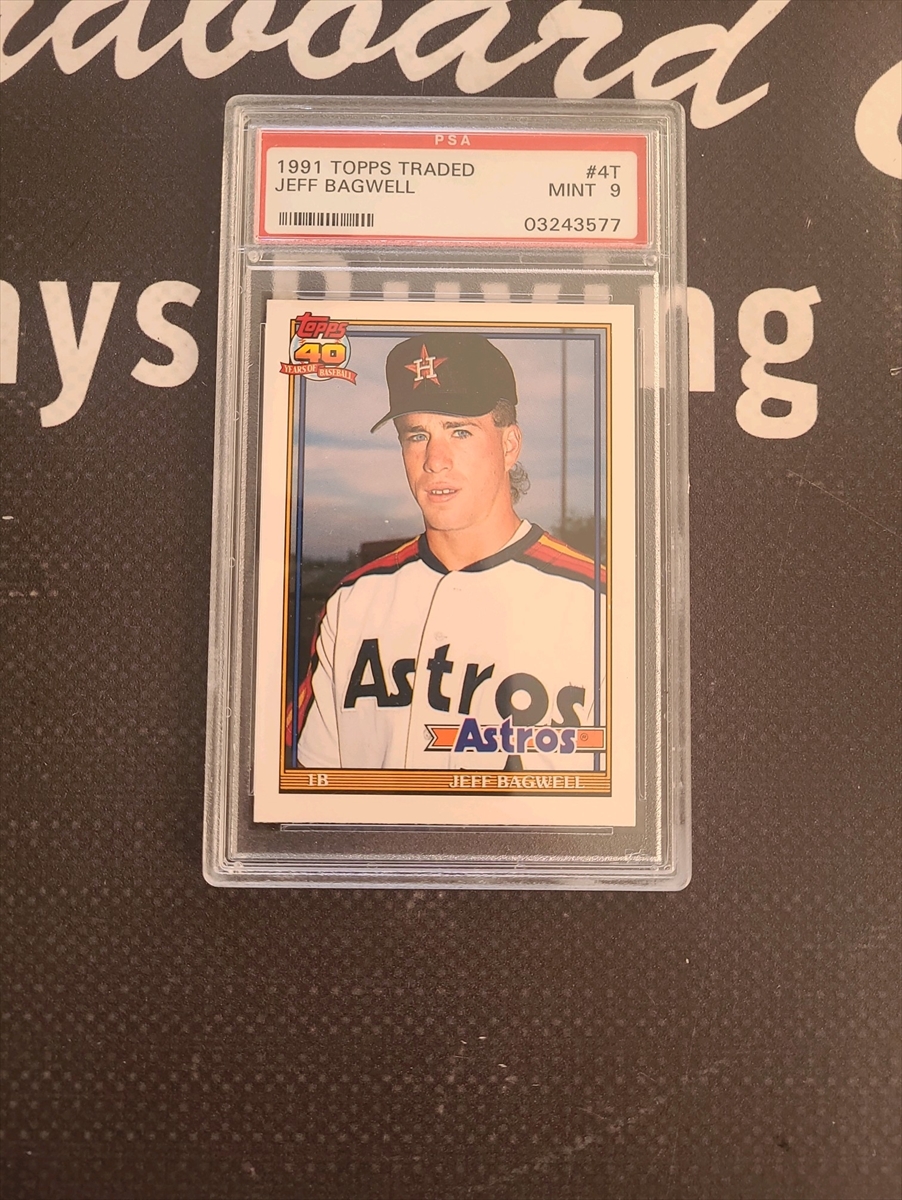 PSA
1991 TOPPS TRADED #4T
JEFF BAGWELL MINT 9
03243577
Topps
40
YEARS OF BASEBALL
H
Astros
Astros®
1B JEFF BAGWELL